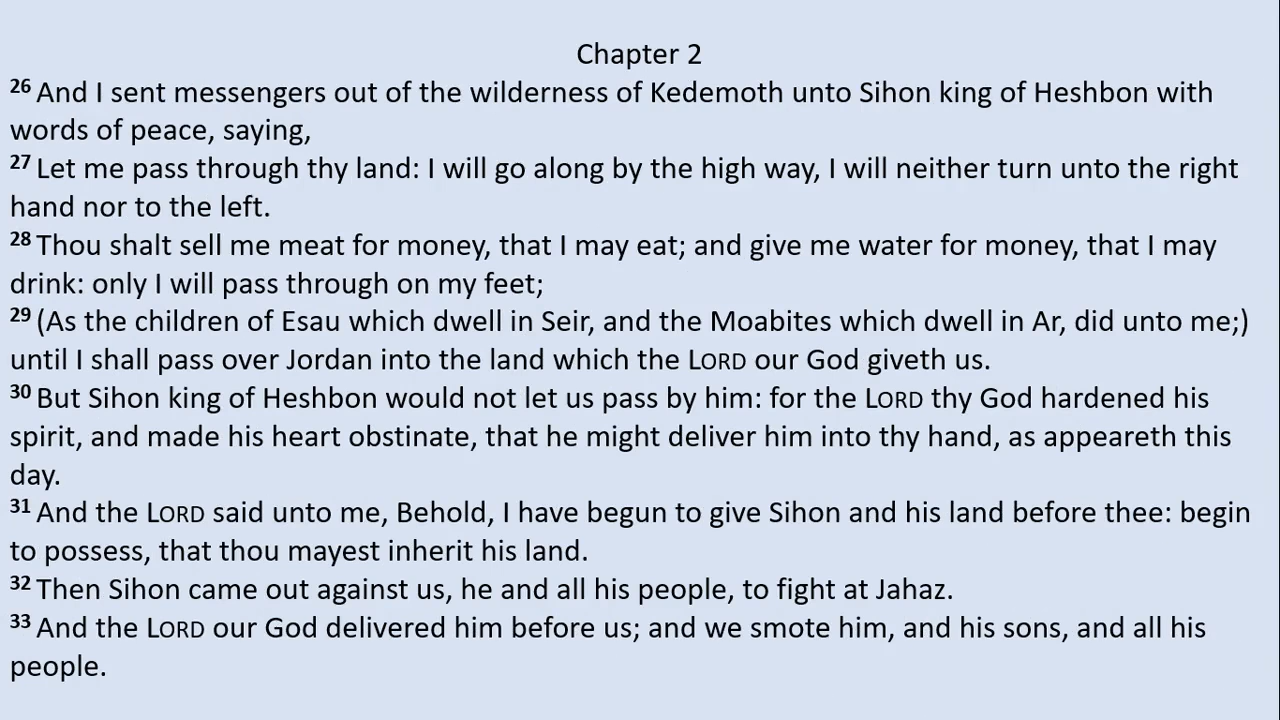 Chapter 2
26 And I sent messengers out of the wilderness of Kedemoth unto Sihon king of Heshbon with
words of peace, saying,
27 Let me pass through thy land: I will go along by the high way, I will neither turn unto the right
hand nor to the left.
28 Thou shalt sell me meat for money, that I may eat; and give me water for money, that I may
drink: only I will pass through on my feet;
29 (As the children of Esau which dwell in Seir, and the Moabites which dwell in Ar, did unto me;)
until I shall pass over Jordan into the land which the LORD our God giveth us.
30 But Sihon king of Heshbon would not let us pass by him: for the LORD thy God hardened his
spirit, and made his heart obstinate, that he might deliver him into thy hand, as appeareth this
day.
31 And the LORD said unto me, Behold, I have begun to give Sihon and his land before thee: begin
to possess, that thou mayest inherit his land.
32 Then Sihon came out against us, he and all his people, to fight at Jahaz.
33 And the LORD our God delivered him before us; and we smote him, and his sons, and all his
people.